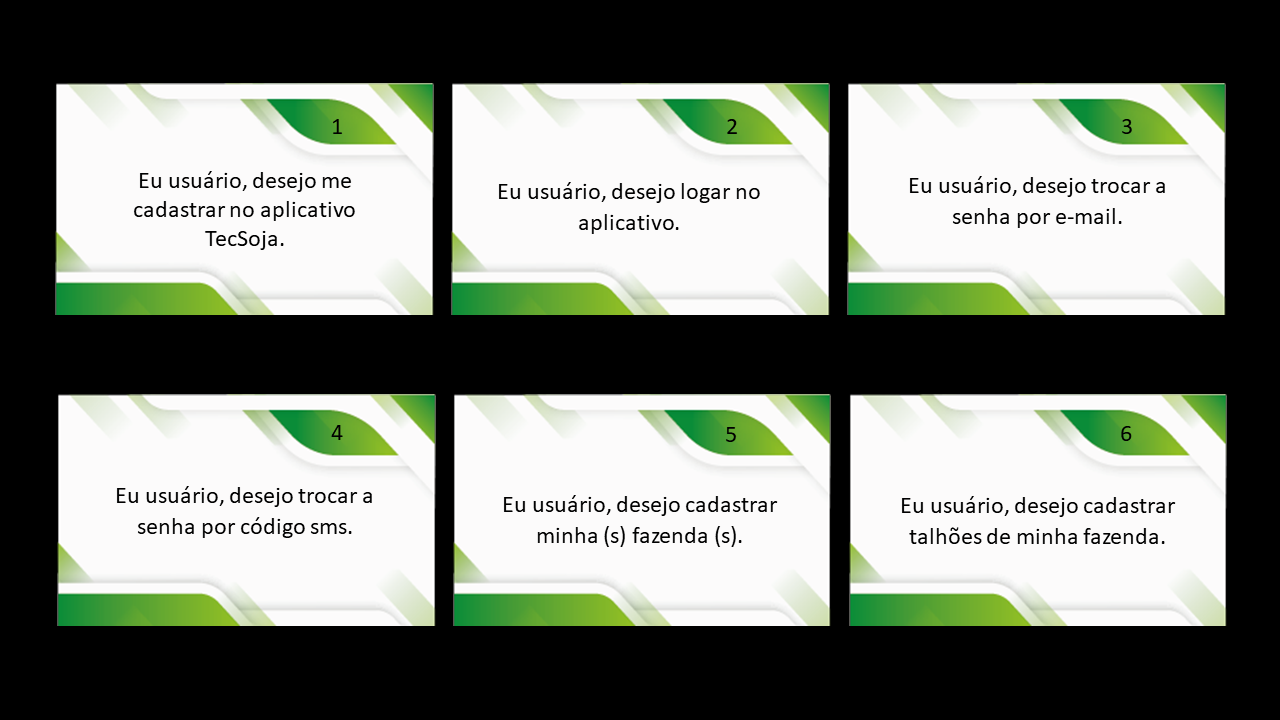 1
Eu usuário, desejo me
cadastrar no aplicativo
TecSoja.
2
Eu usuário, desejo logar no
aplicativo.
3
Eu usuário, desejo trocar a
senha por e-mail.
4
Eu usuário, desejo trocar a
senha por código sms.
5
Eu usuário, desejo cadastrar
minha (s) fazenda (s).
6
Eu usuário, desejo cadastrar
talhões de minha fazenda.